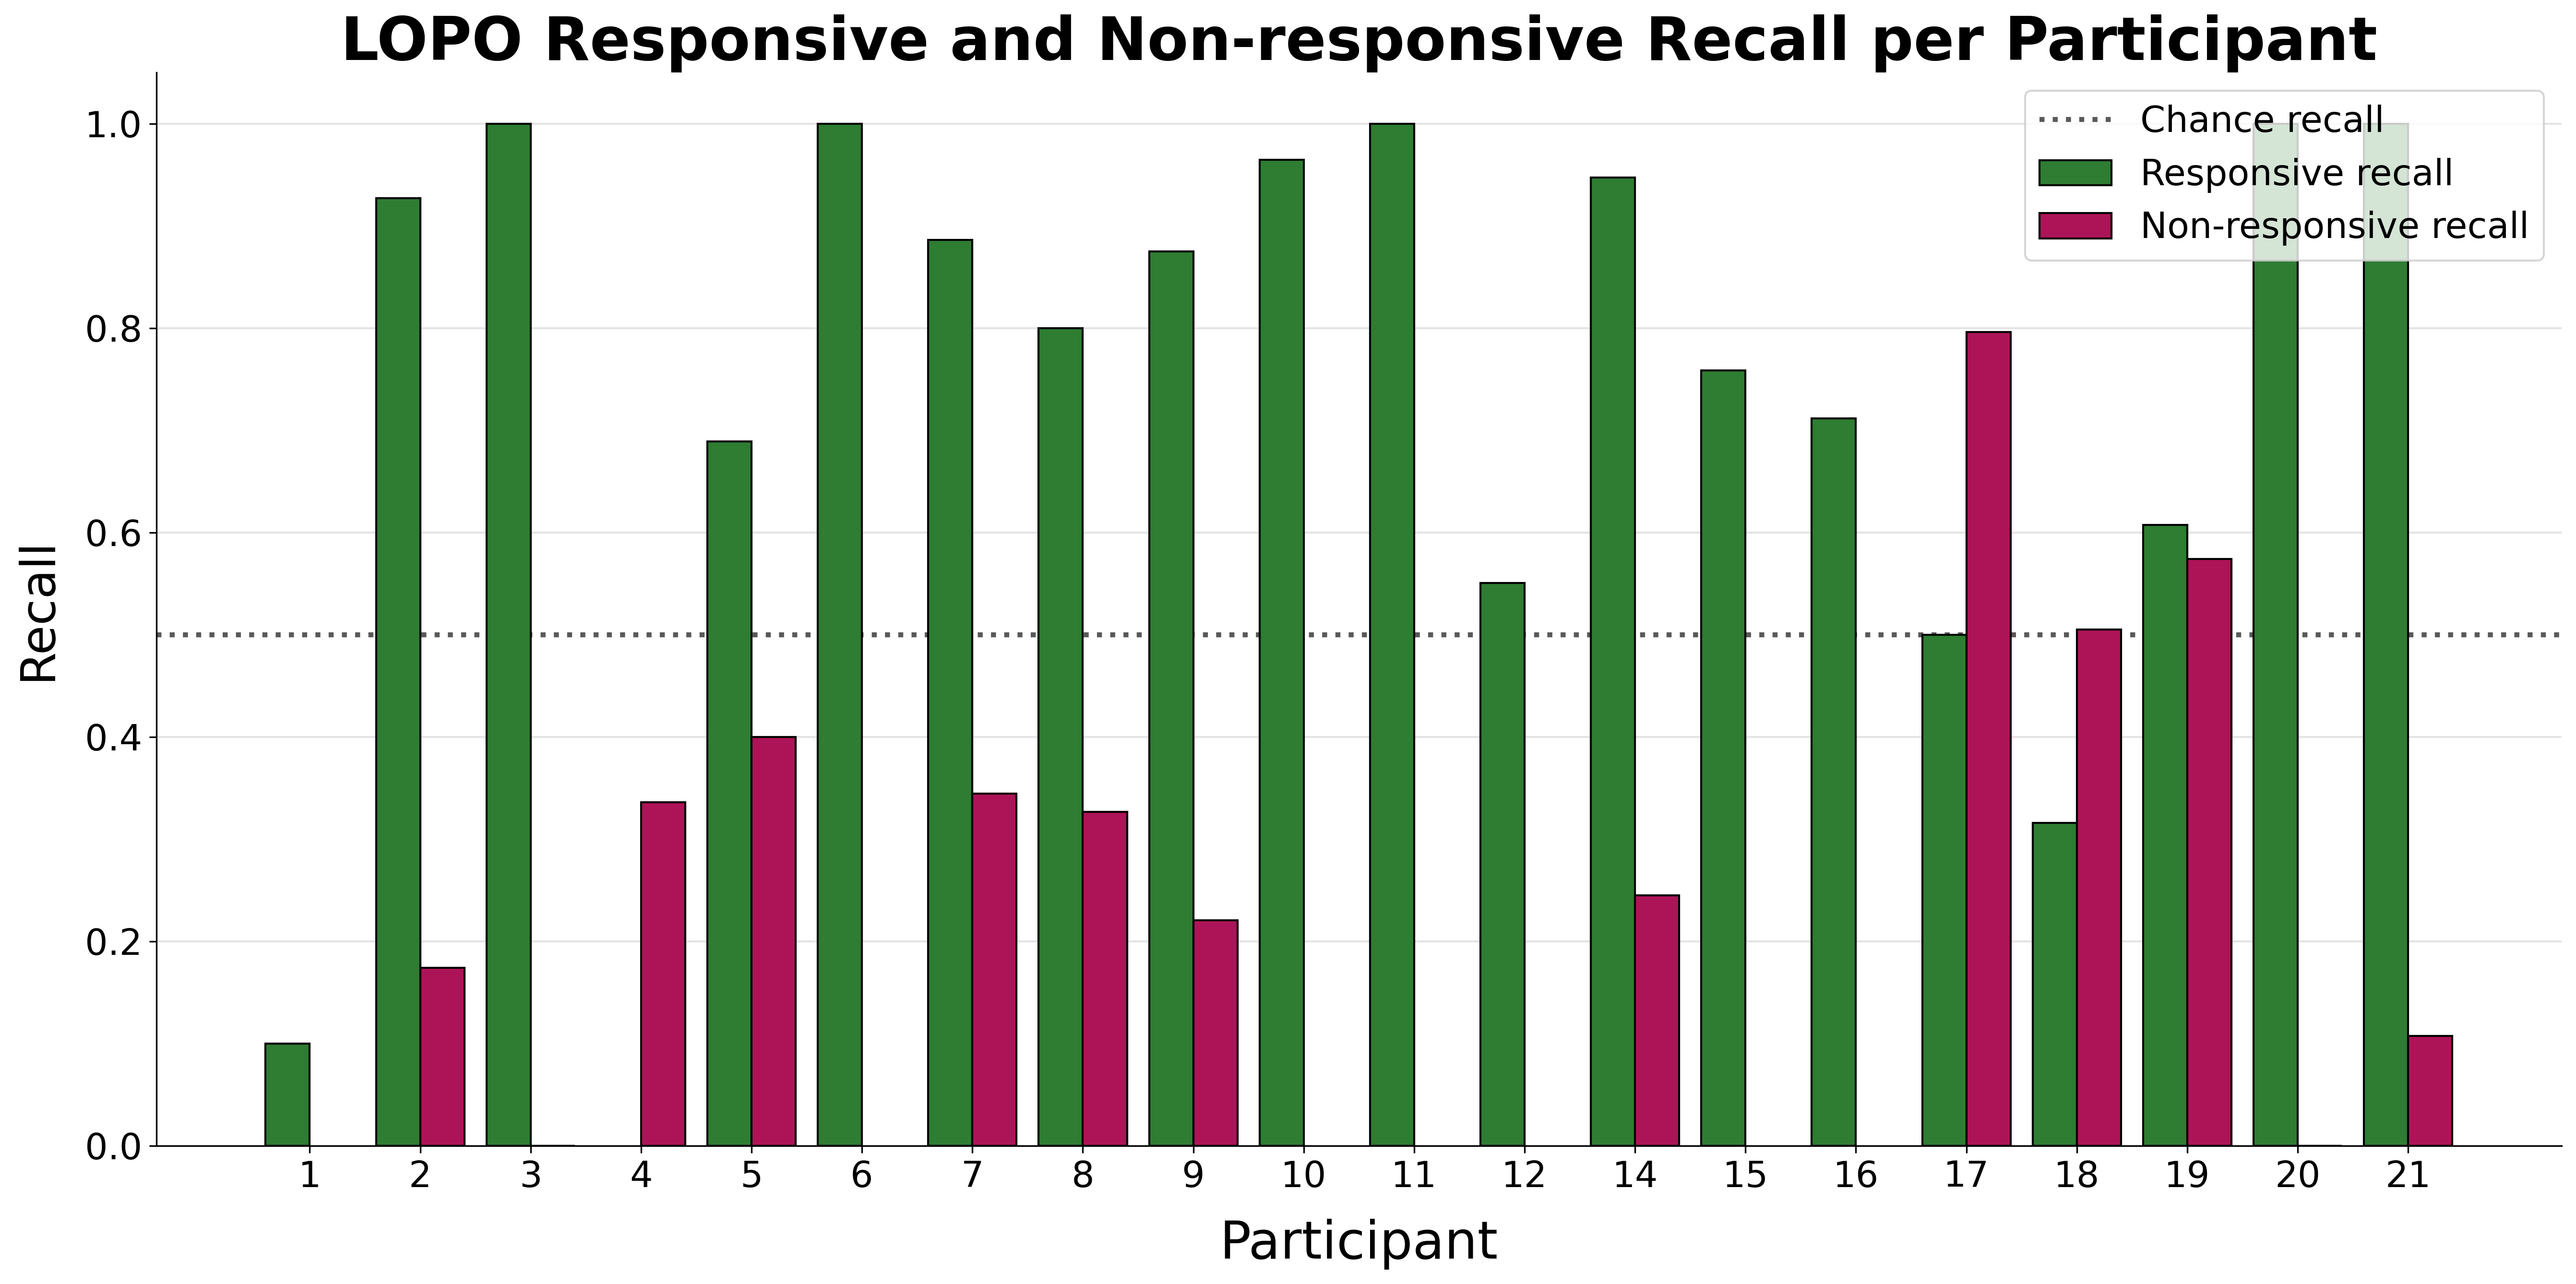 LOPO Responsive and Non-responsive Recall per Participant
Chance recall
Responsive recall
Non-responsive recall
Recall
1.0
0.8
0.6
0.4
0.2
0.0
1 2 3 4 5 6 7 8 9 10 11 12 14 15 16 17 18 19 20 21
Participant